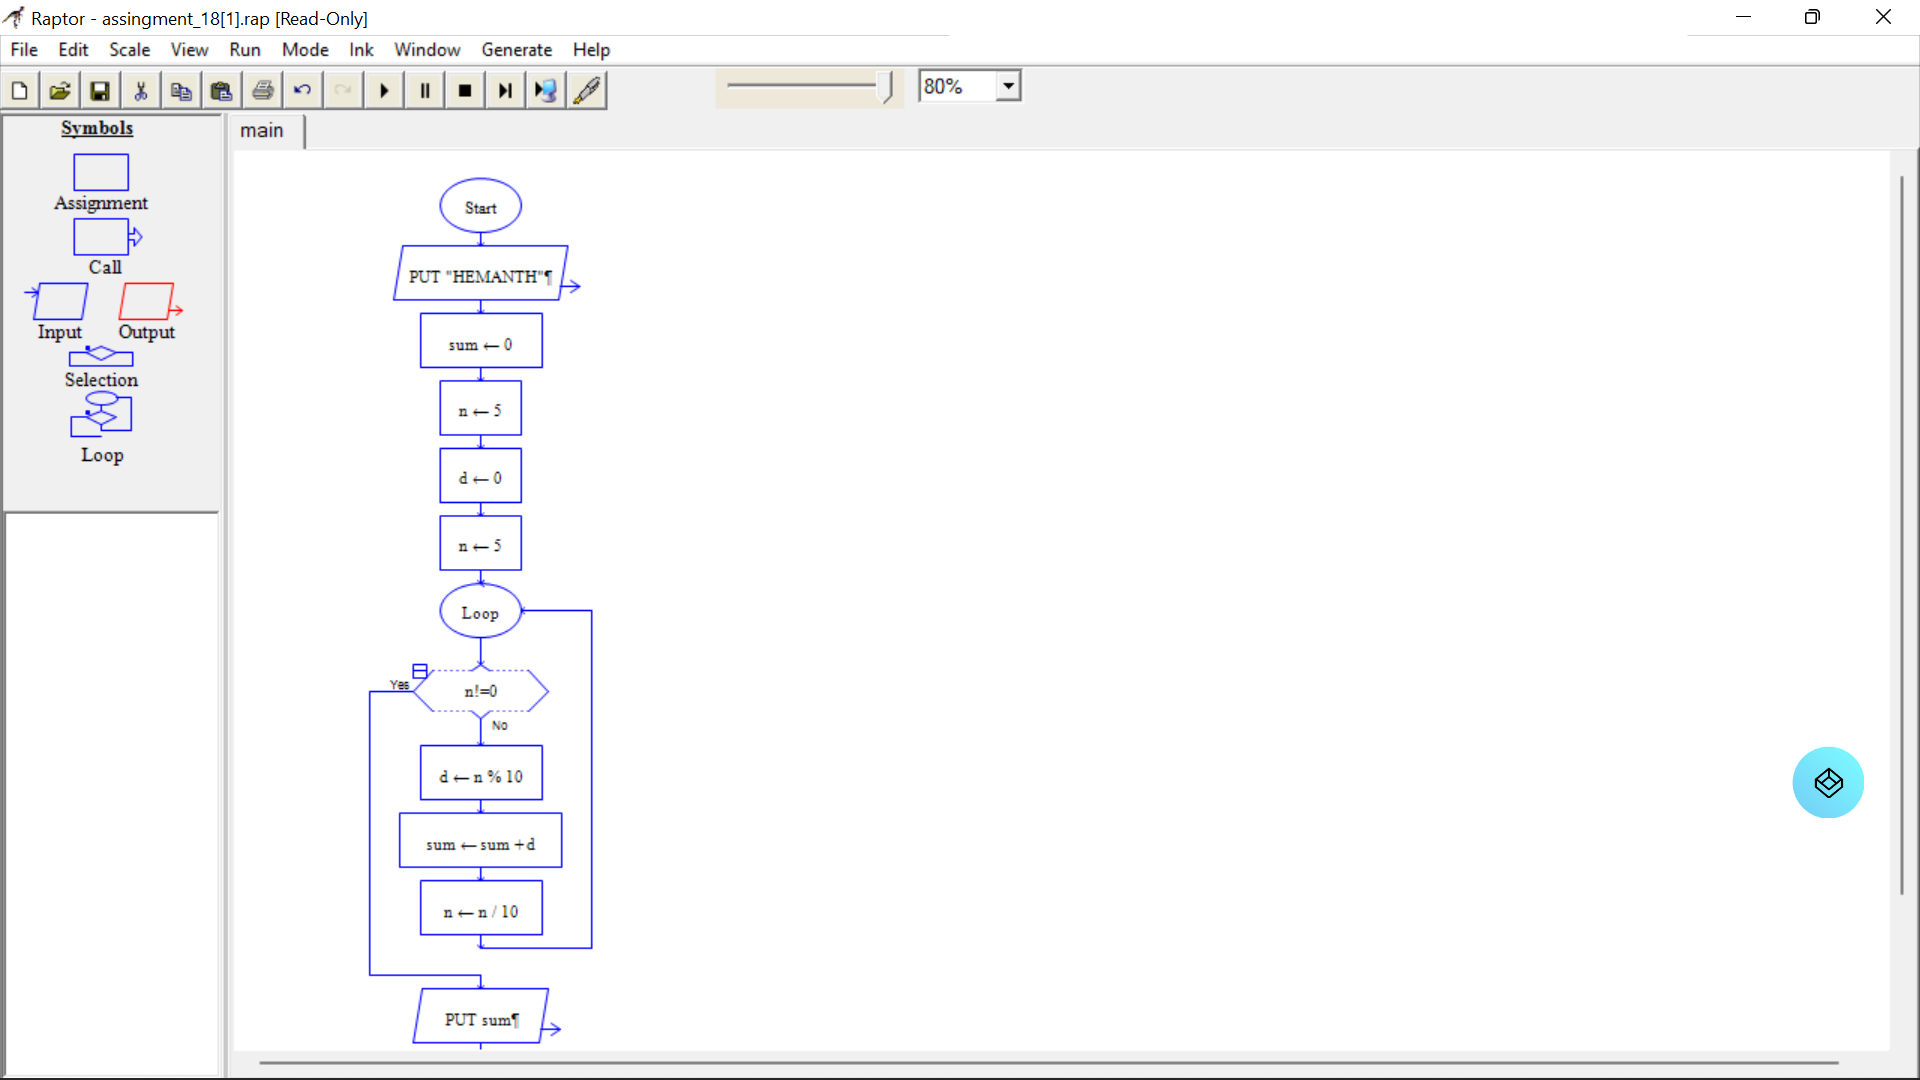 Raptor - assingment_18[1].rap [Read-Only]
File Edit Scale View Run Mode Ink Window Generate Help
80%
Symbols
Assignment
Call
Input Output
Selection
Loop
main
Start
PUT "HEMANTH"¶
sum ← 0
n ← 5
d ← 0
n ← 5
Loop
Yes
n!=0
No
d ← n % 10
sum ← sum +d
n ← n / 10
PUT sum¶